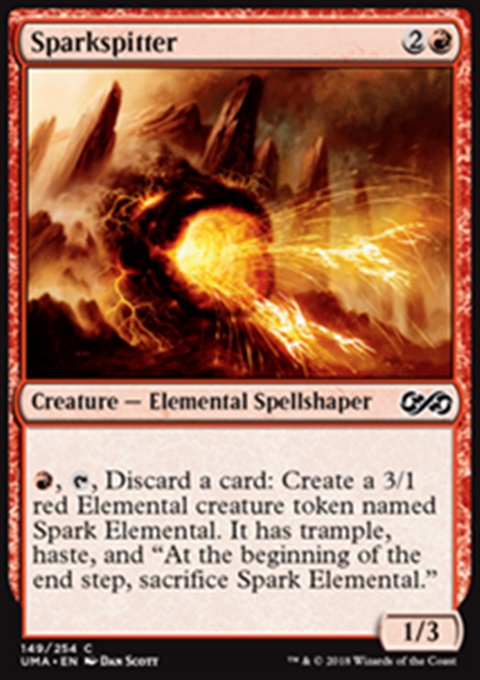 Sparkspitter 2
Creature — Elemental Spellshaper
, , Discard a card: Create a 3/1
red Elemental creature token named
Spark Elemental. It has trample,
haste, and “At the beginning of the
end step, sacrifice Spark Elemental.”
1/3
149/254 C
UMA • EN Dan Scott
™ & © 2018 Wizards of the Coast